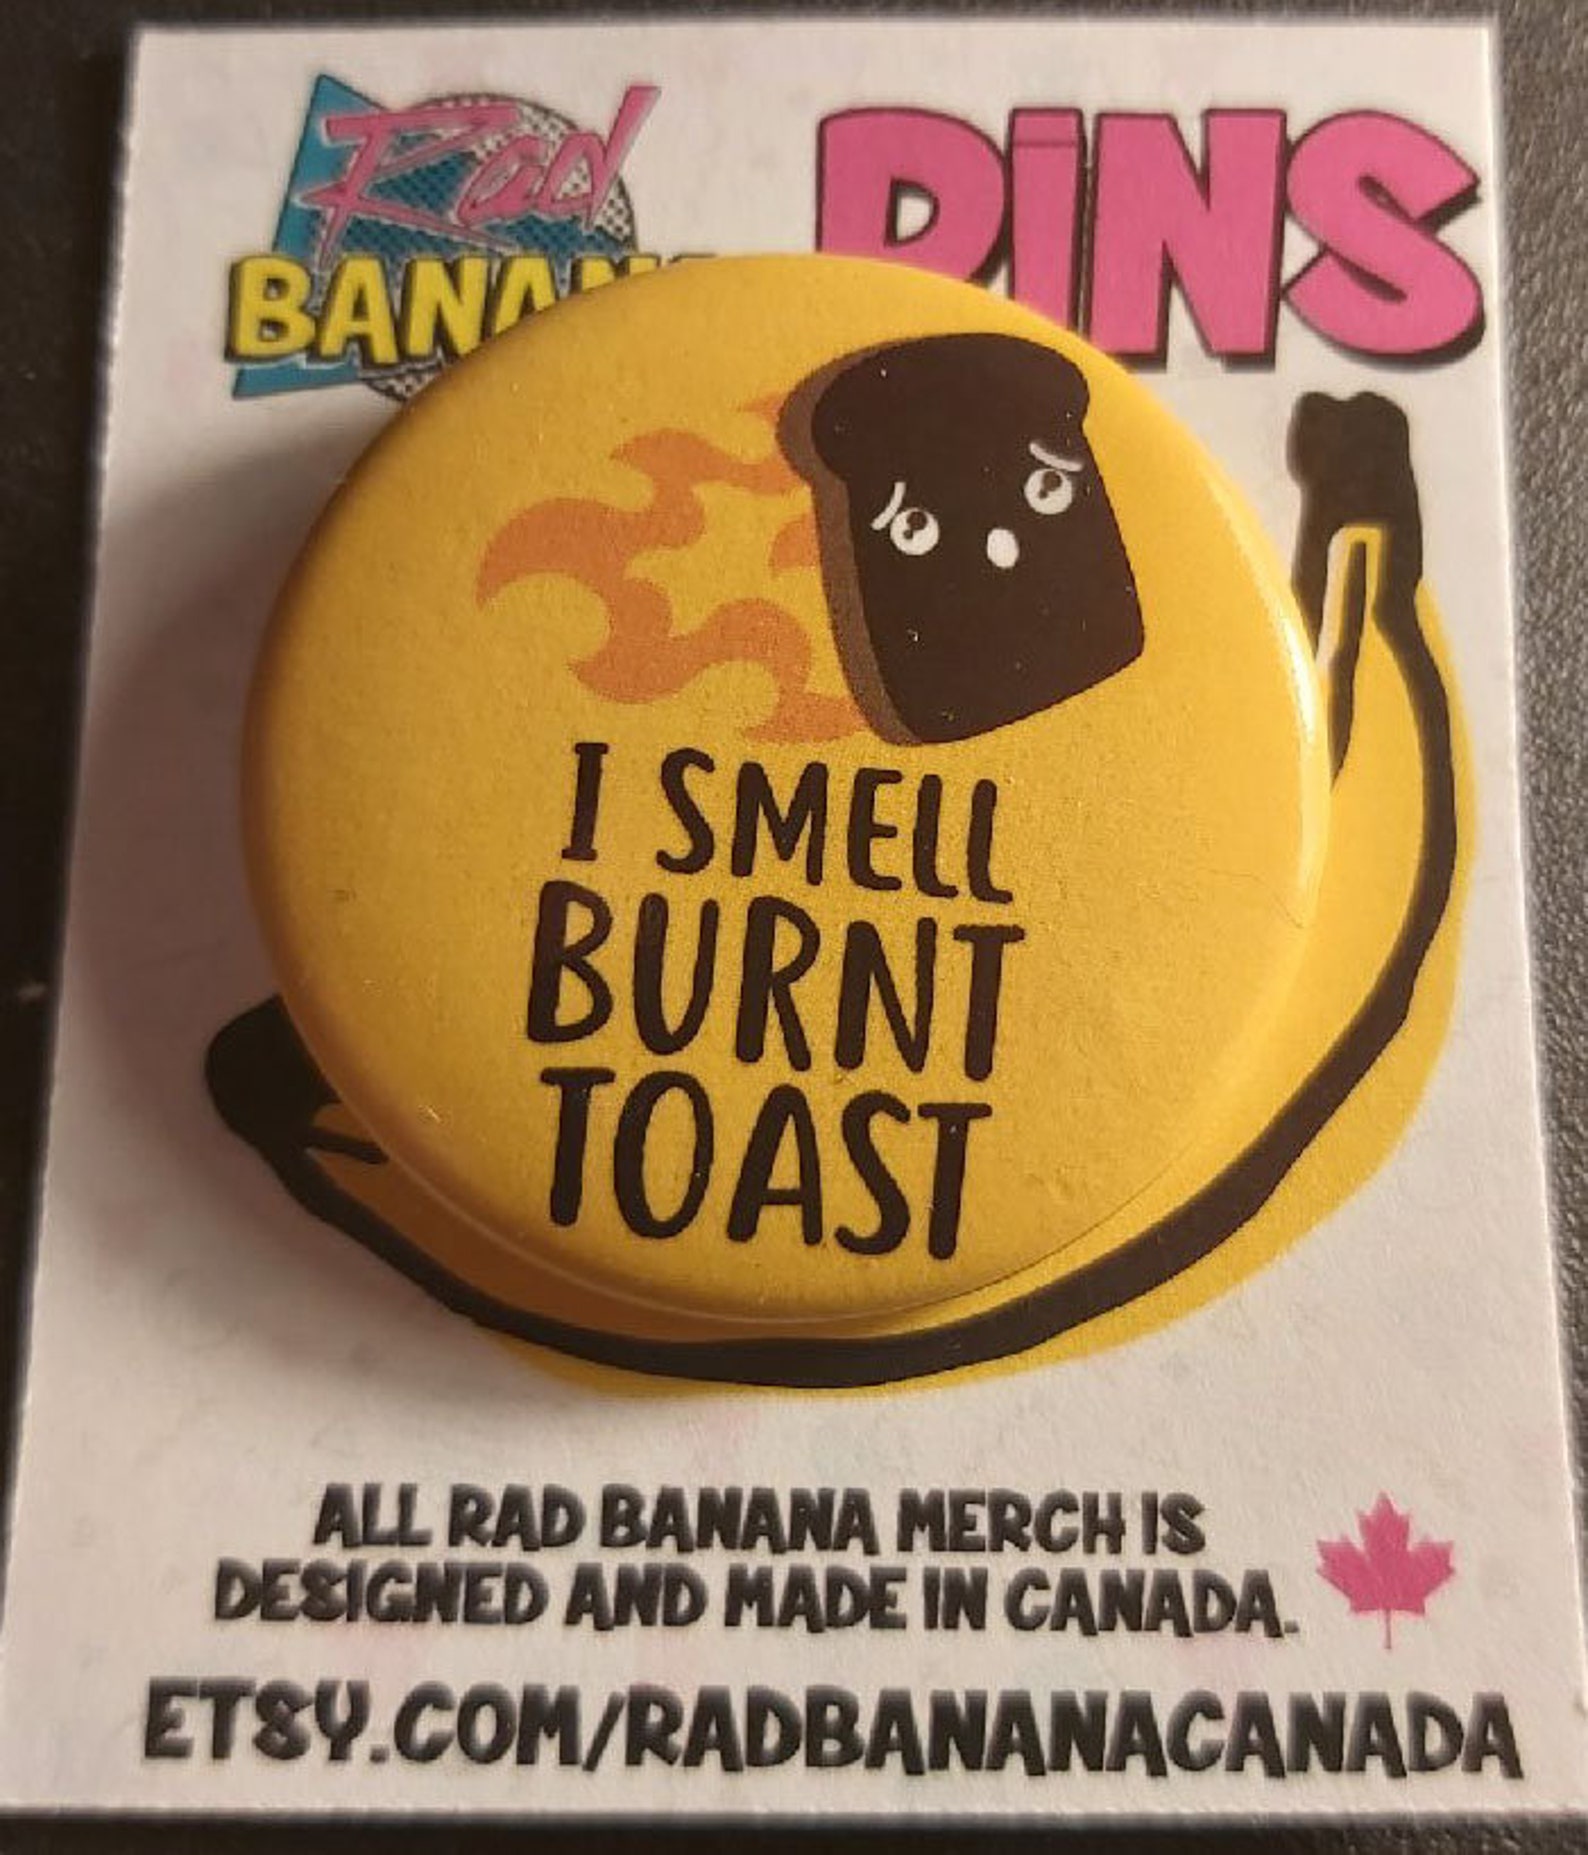 Rad
PINS
I SMELL
BURNT
TOAST
ALL RAD BANANA MERCH IS
DESIGNED AND MADE IN CANADA.
ETSY.COM/RADBANANACANADA